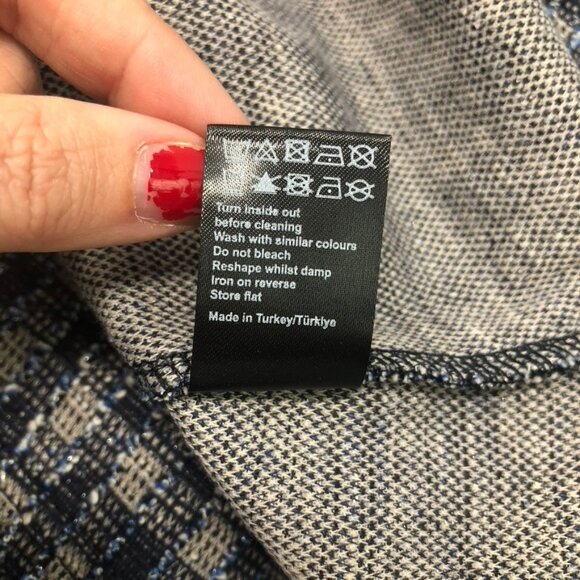 Turn inside out
before cleaning
Wash with similar colours
Do not bleach
Reshape whilst damp
Iron on reverse
Store flat
Made in Turkey/Türkiye